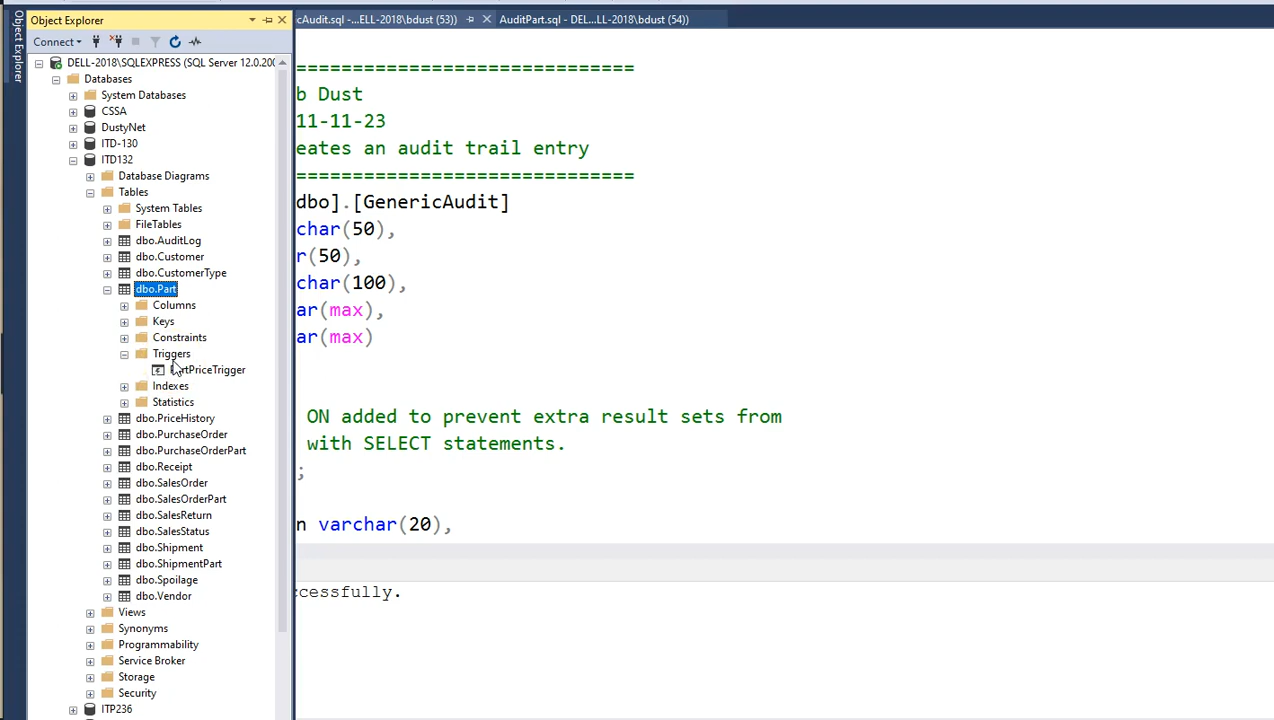 Object Explorer
cAudit.sql -...ELL-2018\bdust (53))
AuditPart.sql - DEL...LL-2018\bdust (54))
Object Explorer
Connect
DELL-2018\SQLEXPRESS (SQL Server 12.0.200
Databases
System Databases
CSSA
DustyNet
ITD-130
ITD132
Database Diagrams
Tables
System Tables
FileTables
dbo.AuditLog
dbo.Customer
dbo.CustomerType
dbo.Part
Columns
Keys
Constraints
Triggers
rtPriceTrigger
Indexes
Statistics
dbo.PriceHistory
dbo.PurchaseOrder
dbo.PurchaseOrderPart
dbo.Receipt
dbo.SalesOrder
dbo.SalesOrderPart
dbo.SalesReturn
dbo.SalesStatus
dbo.Shipment
dbo.ShipmentPart
dbo.Spoilage
dbo.Vendor
Views
Synonyms
Programmability
Service Broker
Storage
Security
ITP236
==============================
b Dust
11-11-23
eates an audit trail entry
==============================
dbo].[GenericAudit]
char(50),
r(50),
char(100),
ar(max),
ar(max)
ON added to prevent extra result sets from
with SELECT statements.
;
n varchar(20),
ccessfully.